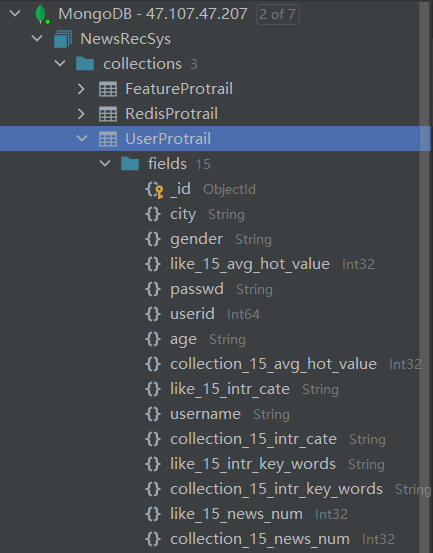 MongoDB - 47.107.47.207 2 of 7
NewsRecSys
collections 3
FeatureProtrail
RedisProtrail
UserProtrail
fields 15
_id ObjectId
city String
gender String
like_15_avg_hot_value Int32
passwd String
userid Int64
age String
collection_15_avg_hot_value Int32
like_15_intr_cate String
username String
collection_15_intr_cate String
like_15_intr_key_words String
collection_15_intr_key_words String
like_15_news_num Int32
collection_15_news_num Int32